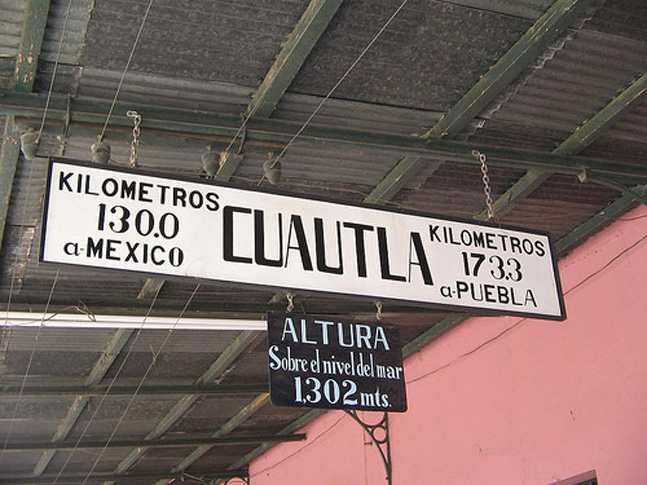 KILOMETROS
130.0
a-MEXICO
CUAUTLA
KILOMETROS
173.3
a-PUEBLA
ALTURA
Sobre el nivel del mar
1,302 mts.